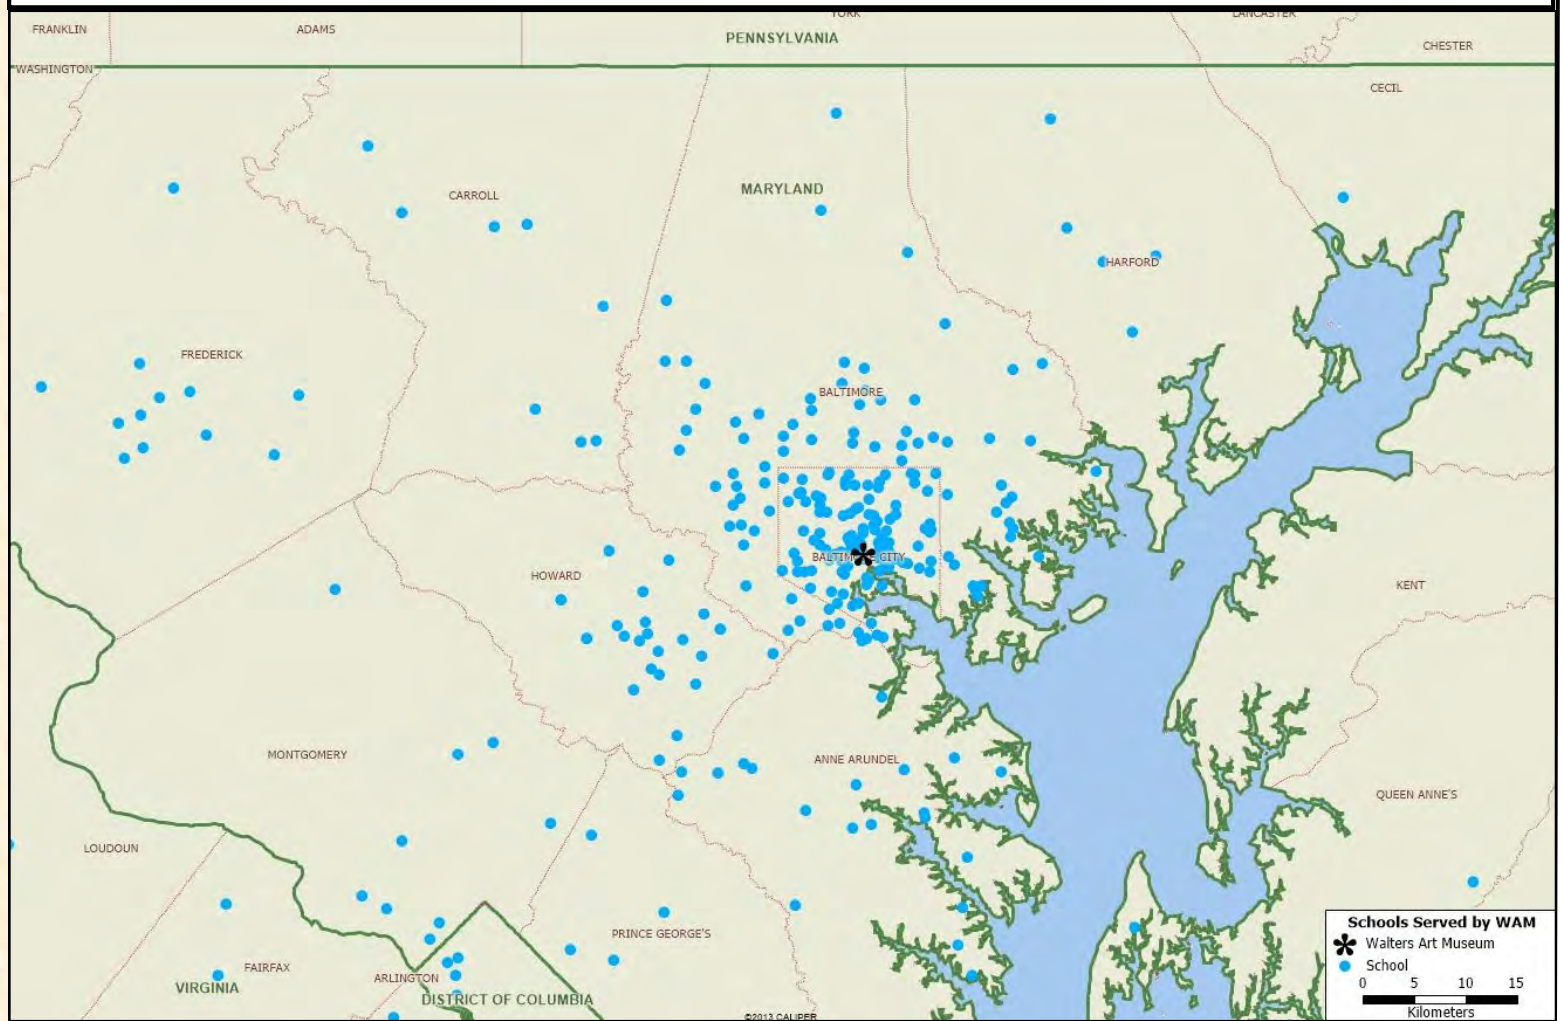 YORK
LANCASTER
FRANKLIN
ADAMS
PENNSYLVANIA
CHESTER
WASHINGTON
CECIL
MARYLAND
CARROLL
HARFORD
FREDERICK
BALTIMORE
BALTIMORE CITY
HOWARD
KENT
MONTGOMERY
ANNE ARUNDEL
QUEEN ANNE'S
LOUDOUN
PRINCE GEORGE'S
FAIRFAX
ARLINGTON
VIRGINIA
DISTRICT OF COLUMBIA
©2013 CALIPER
Schools Served by WAM
Walters Art Museum
School
0 5 10 15
Kilometers